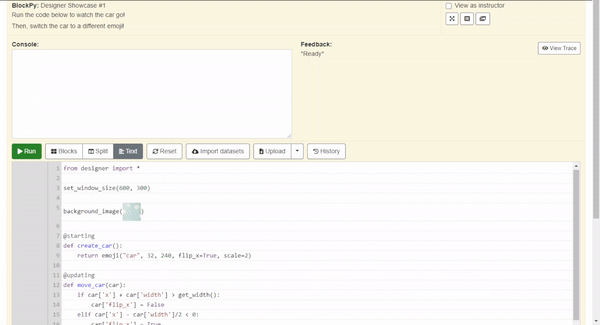 BlockPy: Designer Showcase #1
Run the code below to watch the car go!
Then, switch the car to a different emoji!
View as instructor
Console:
Feedback:
"Ready"
View Trace
Run Blocks Split Text Reset Import datasets Upload History
1 from designer import *
2
3 set_window_size(600, 300)
4
5 background_image( )
6
7 @starting
8 def create_car():
9 return emoji("car", 32, 240, flip_x=True, scale=2)
10
11 @updating
12 def move_car(car):
13 if car['x'] + car['width'] > get_width():
14 car['flip_x'] = False
15 elif car['x'] - car['width']/2 < 0:
16 car['flip_x'] = True